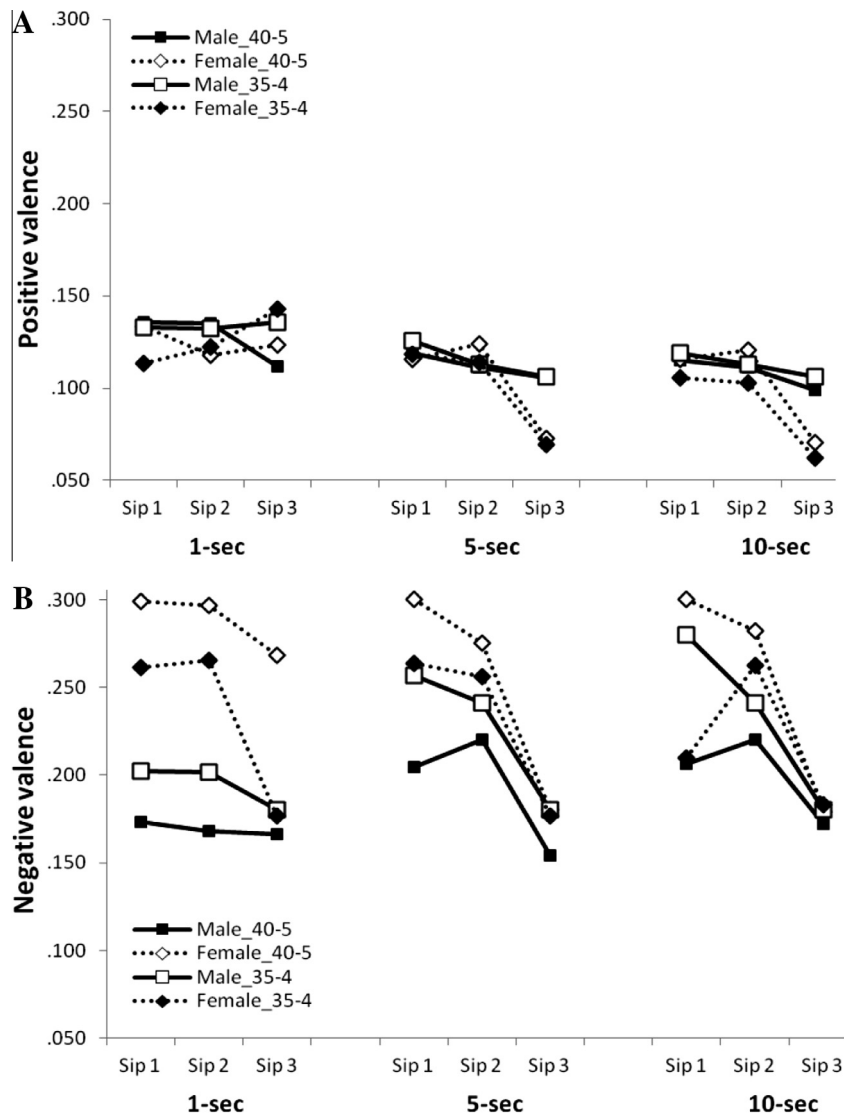 A
.300
.250
.200
.150
.100
.050
Positive valence
Male_40-5
Female_40-5
Male_35-4
Female_35-4
Sip 1 Sip 2 Sip 3 Sip 1 Sip 2 Sip 3 Sip 1 Sip 2 Sip 3
1-sec 5-sec 10-sec
B
.300
.250
.200
.150
.100
.050
Negative valence
Male_40-5
Female_40-5
Male_35-4
Female_35-4
Sip 1 Sip 2 Sip 3 Sip 1 Sip 2 Sip 3 Sip 1 Sip 2 Sip 3
1-sec 5-sec 10-sec